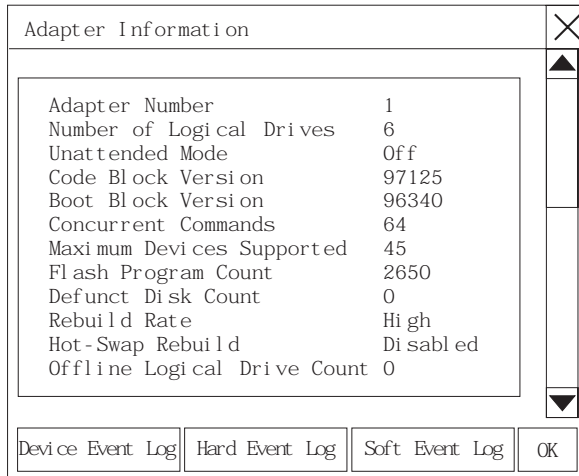 Adapter Information
Adapter Number 1
Number of Logical Drives 6
Unattended Mode Off
Code Block Version 97125
Boot Block Version 96340
Concurrent Commands 64
Maximum Devices Supported 45
Flash Program Count 2650
Defunct Disk Count 0
Rebuild Rate High
Hot-Swap Rebuild Disabled
Offline Logical Drive Count 0
Device Event Log Hard Event Log Soft Event Log OK